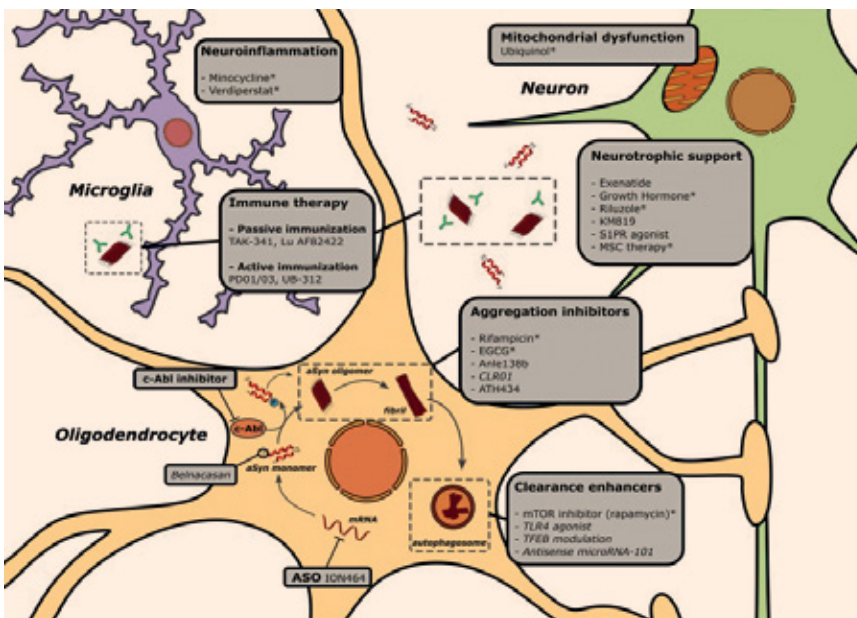 Neuroinflammation
- Minocycline*
- Verdiperstat*
Mitochondrial dysfunction
Ubiquinol*
Neuron
Neurotrophic support
- Exenatide
- Growth Hormone*
- Riluzole*
- KM819
- S1PR agonist
- MSC therapy*
Microglia
Immune therapy
- Passive immunization
TAK-341, Lu AF82422
- Active immunization
PD01/03, UB-312
Aggregation inhibitors
- Rifampicin*
- EGCG*
- Anle138b
- CLR01
- ATH434
c-Abl inhibitor
aSyn oligomer
fibril
c-Abl
Oligodendrocyte
Belnacasan
aSyn monomer
mRNA
autophagosome
Clearance enhancers
- mTOR inhibitor (rapamycin)*
- TLR4 agonist
- TFEB modulation
- Antisense microRNA-101
ASO ION464